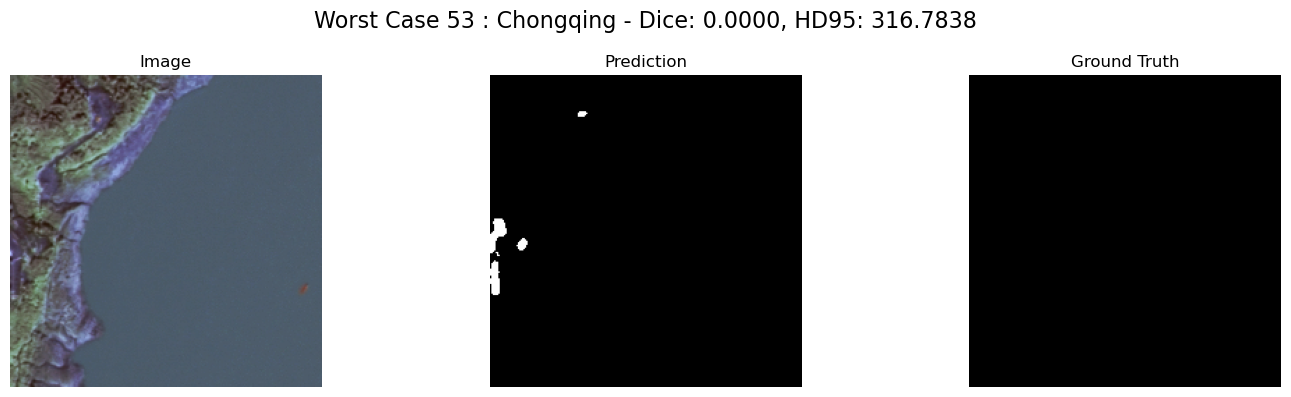 Worst Case 53 : Chongqing - Dice: 0.0000, HD95: 316.7838
Image
Prediction
Ground Truth